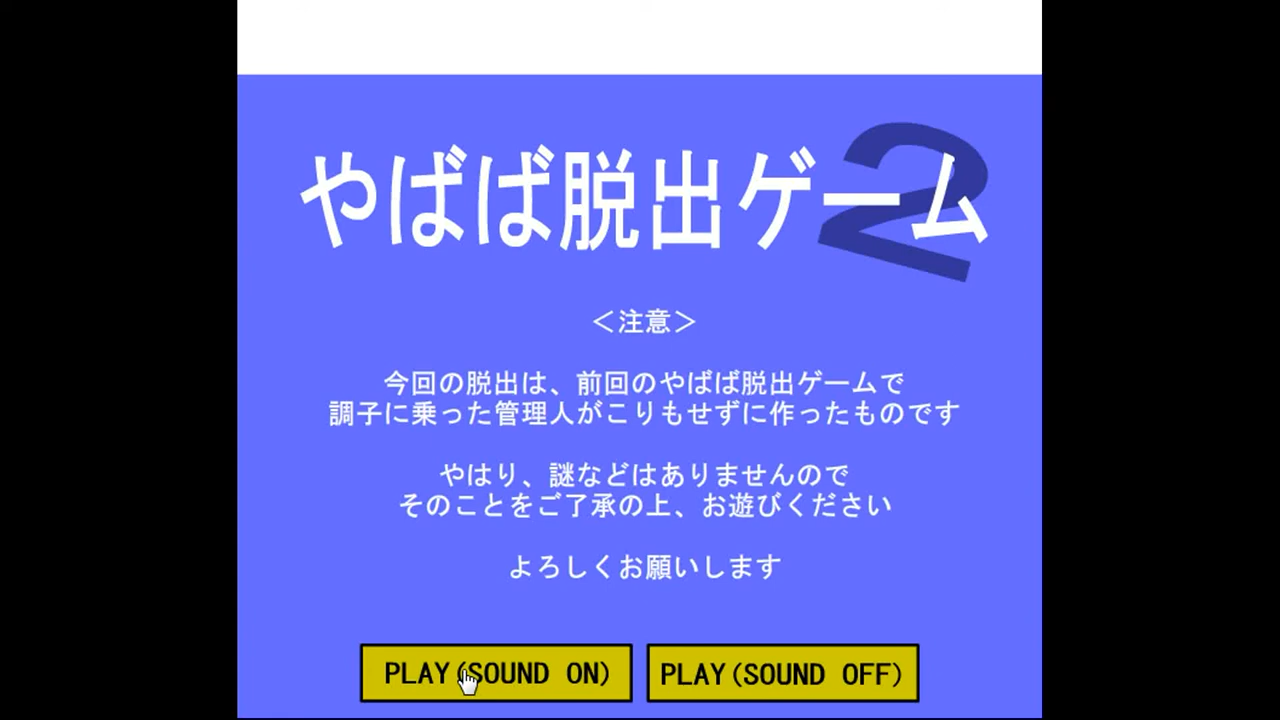 やばば脱出ゲーム2
＜注意＞
今回の脱出は、前回のやばば脱出ゲームで
調子に乗った管理人がこりもせずに作ったものです
やはり、謎などはありませんので
そのことをご了承の上、お遊びください
よろしくお願いします
PLAY(SOUND ON)
PLAY(SOUND OFF)